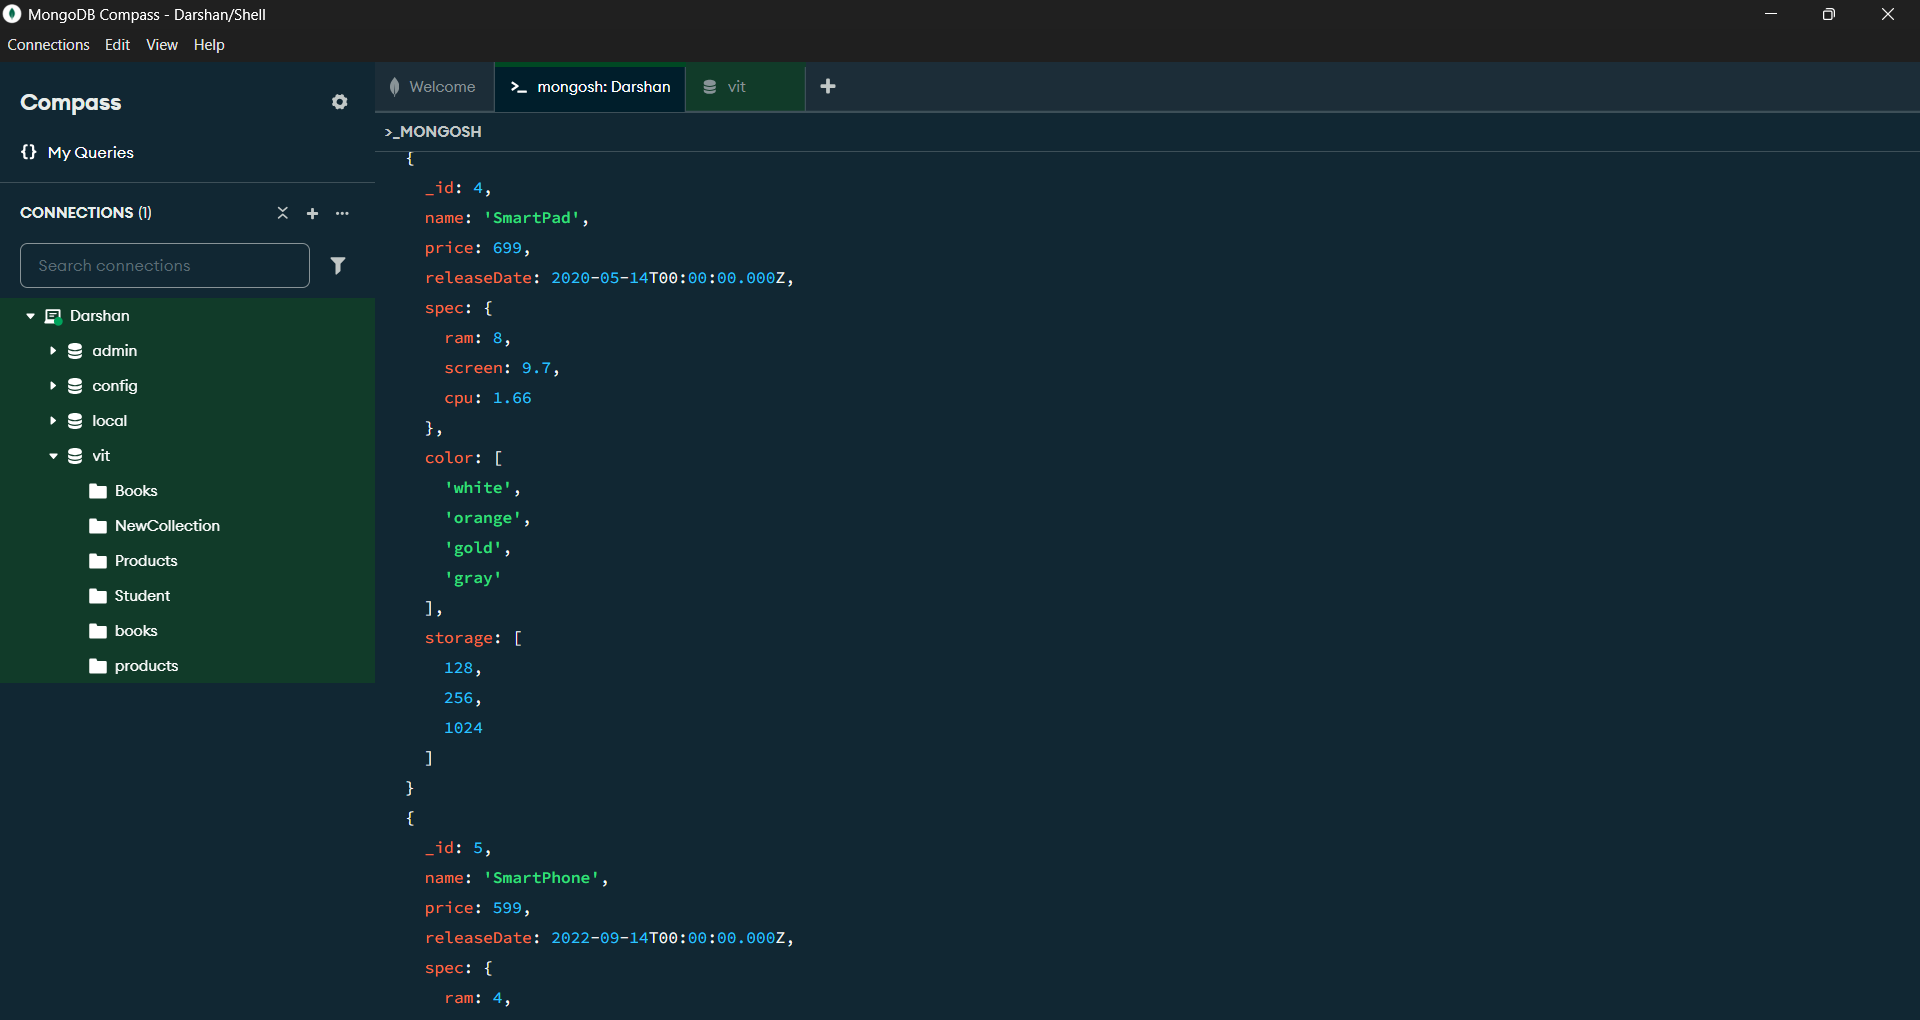 MongoDB Compass - Darshan/Shell
Connections Edit View Help
Compass
{} My Queries
CONNECTIONS (1)
Search connections
Darshan
admin
config
local
vit
Books
NewCollection
Products
Student
books
products
Welcome
>_ mongosh: Darshan
vit
+
>_MONGOSH
{
_id: 4,
name: 'SmartPad',
price: 699,
releaseDate: 2020-05-14T00:00:00.000Z,
spec: {
ram: 8,
screen: 9.7,
cpu: 1.66
},
color: [
'white',
'orange',
'gold',
'gray'
],
storage: [
128,
256,
1024
]
}
{
_id: 5,
name: 'SmartPhone',
price: 599,
releaseDate: 2022-09-14T00:00:00.000Z,
spec: {
ram: 4,